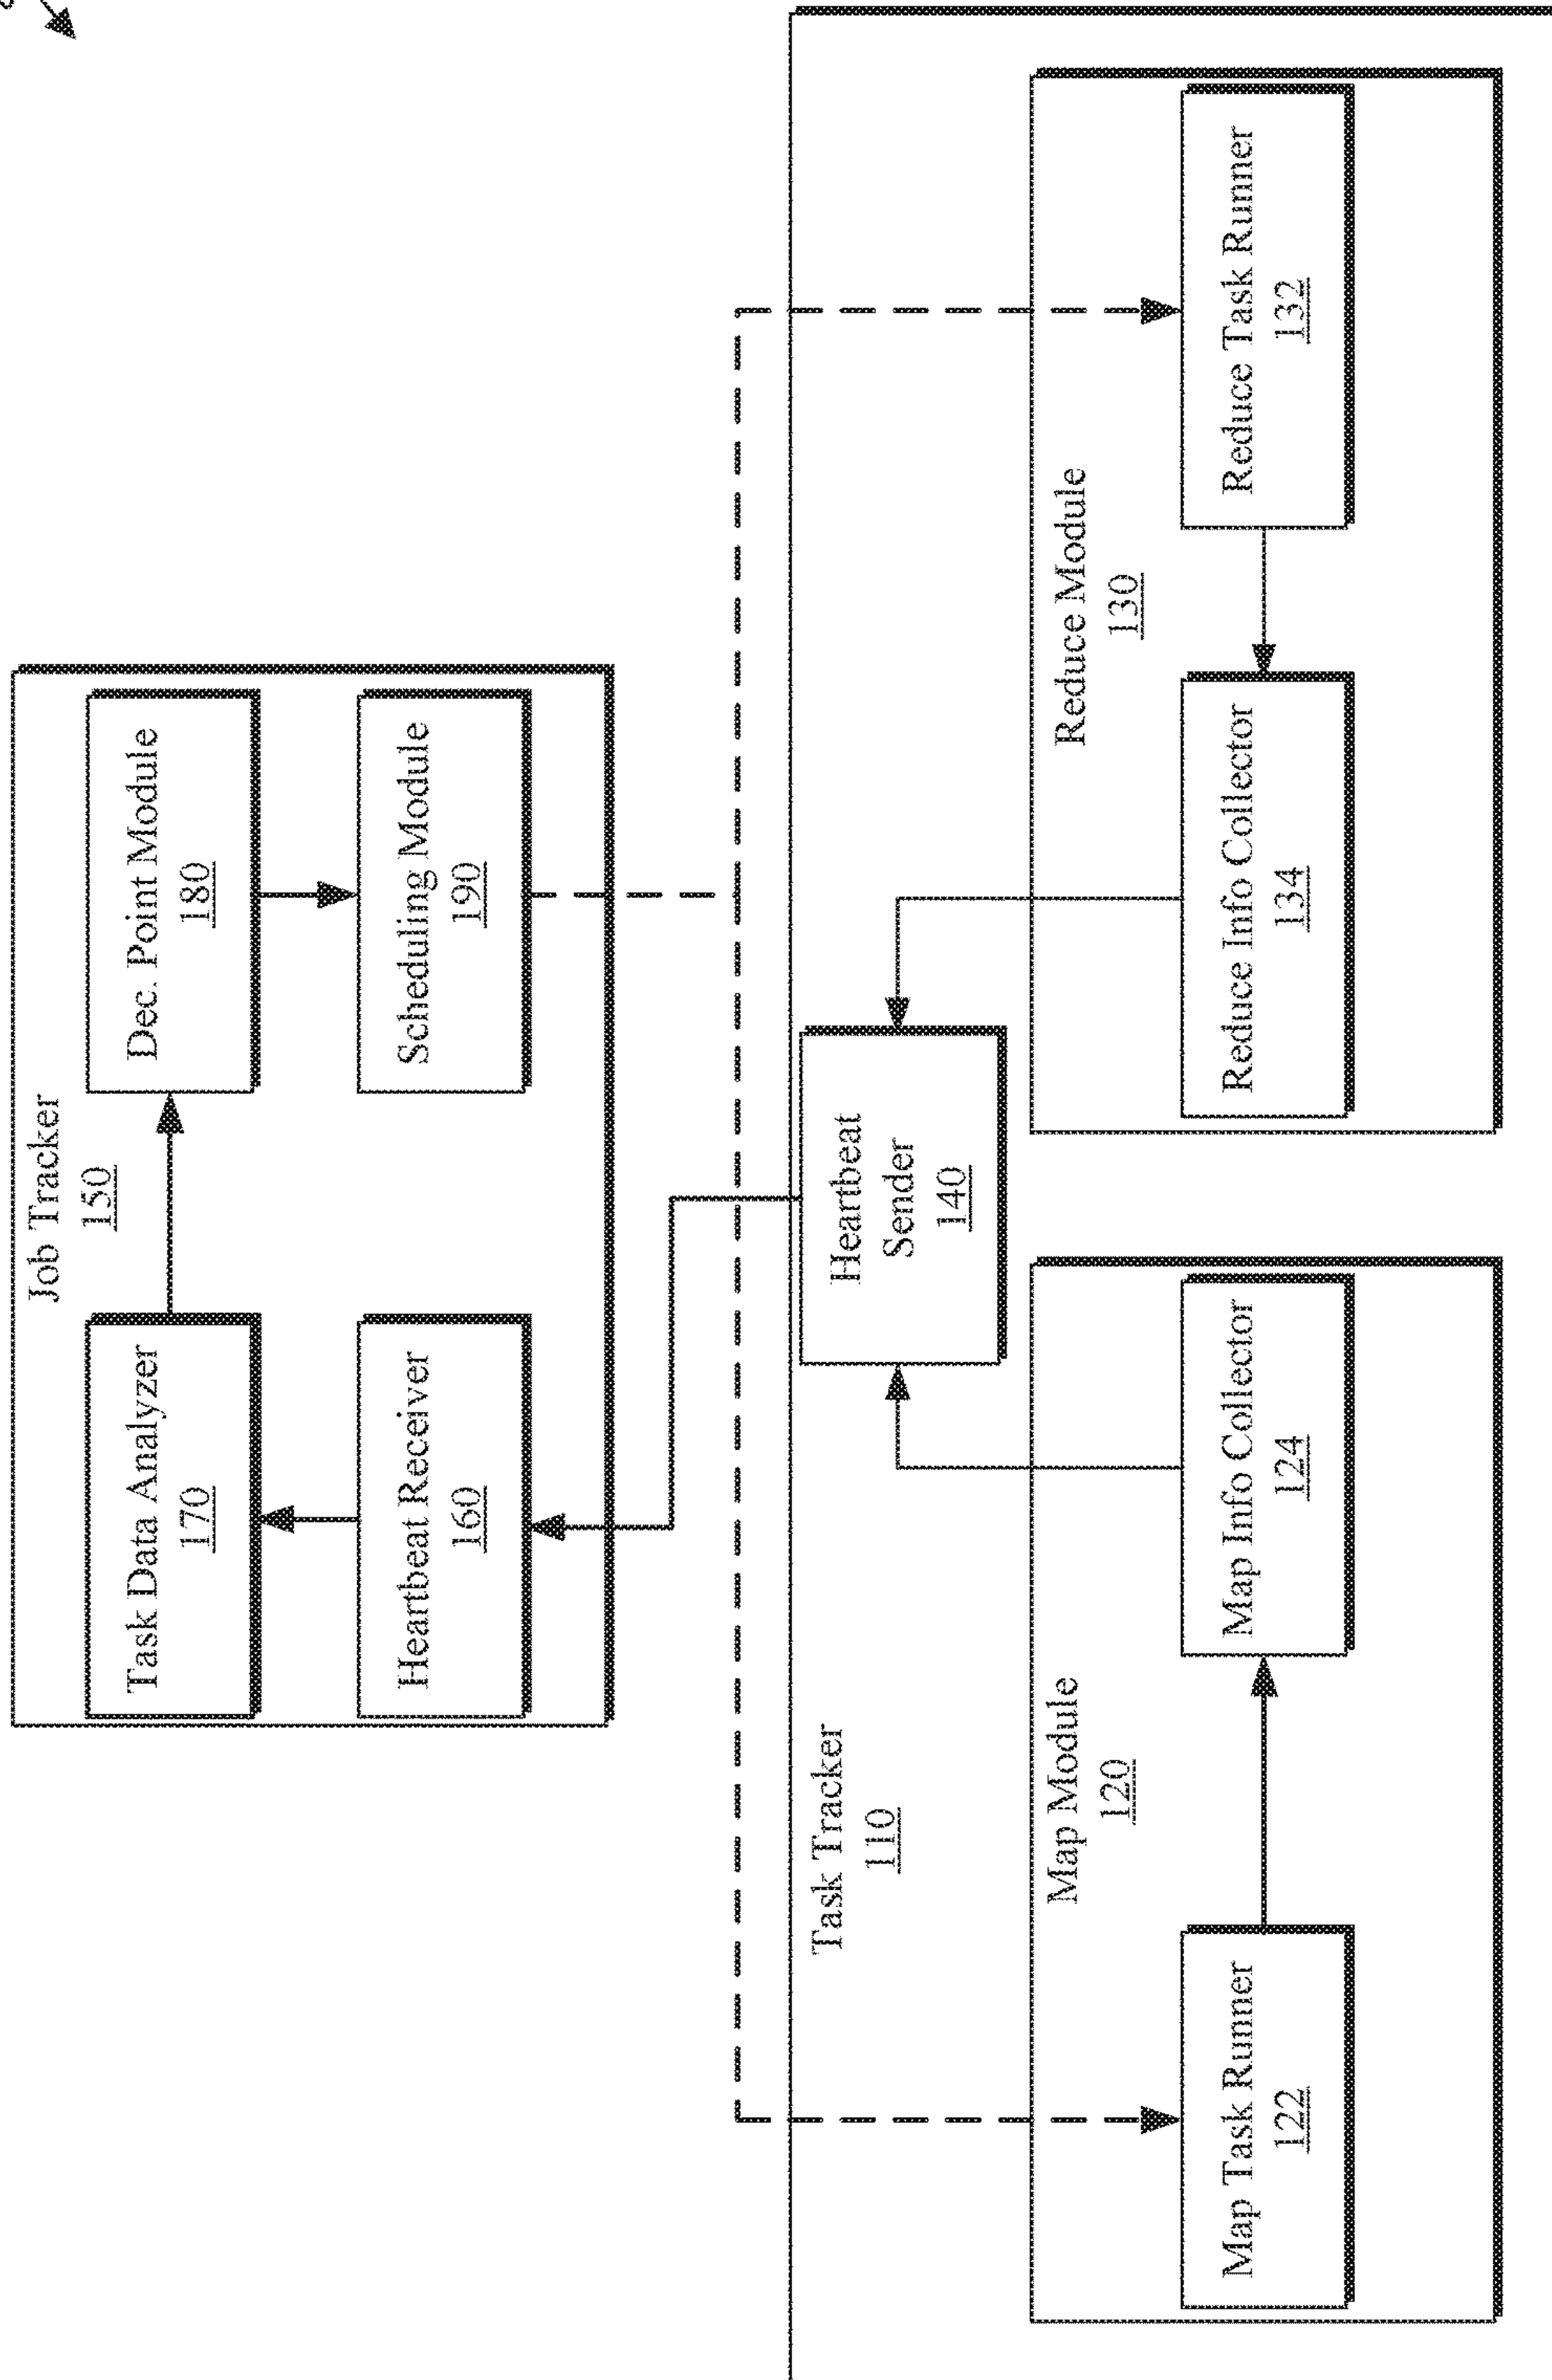 Job Tracker
150
Task Data Analyzer
170
Dec. Point Module
180
Heartbeat Receiver
160
Scheduling Module
190
Task Tracker
110
Heartbeat
Sender
140
Map Module
120
Map Task Runner
122
Map Info Collector
124
Reduce Module
130
Reduce Info Collector
134
Reduce Task Runner
132